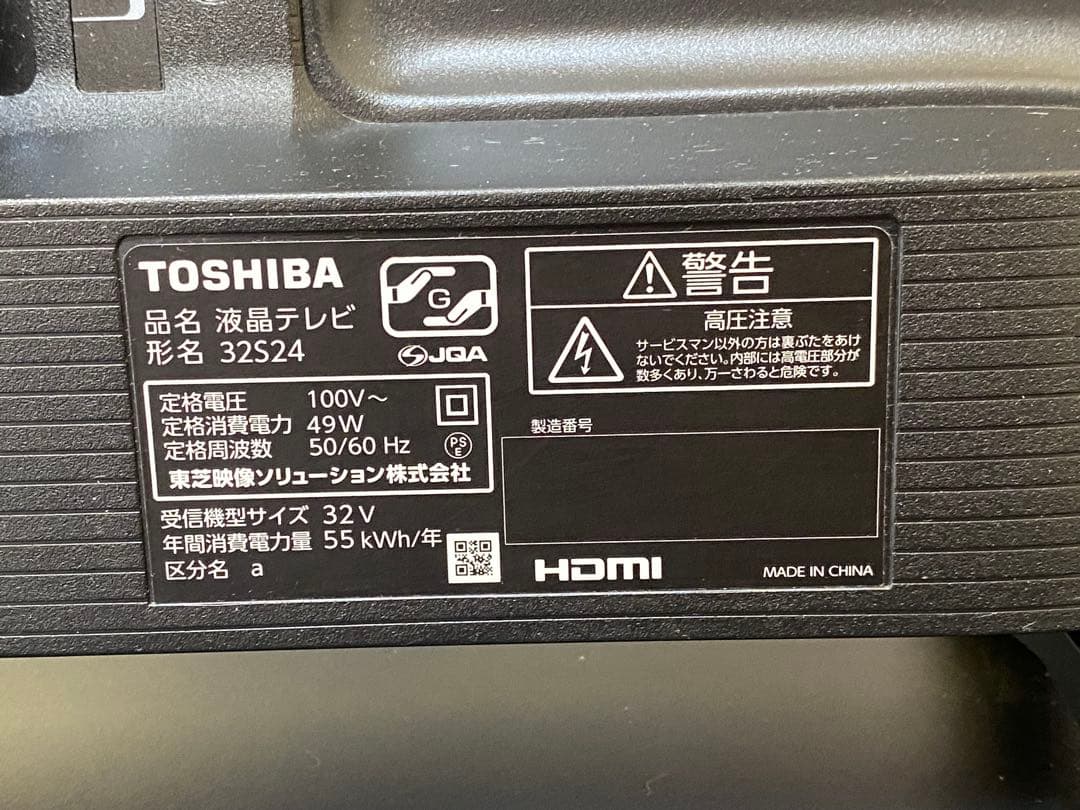 TOSHIBA
品名 液晶テレビ
形名 32S24
G
JQA
定格電圧 100V～
定格消費電力 49W
定格周波数 50/60 Hz
PS
E
東芝映像ソリューション株式会社
受信機型サイズ 32V
年間消費電力量 55 kWh/年
区分名 a
警告
高圧注意
サービスマン以外の方は裏ぶたをあけ
ないでください。内部には高電圧部分が
数多くあり、万一さわると危険です。
製造番号
HDMI
MADE IN CHINA